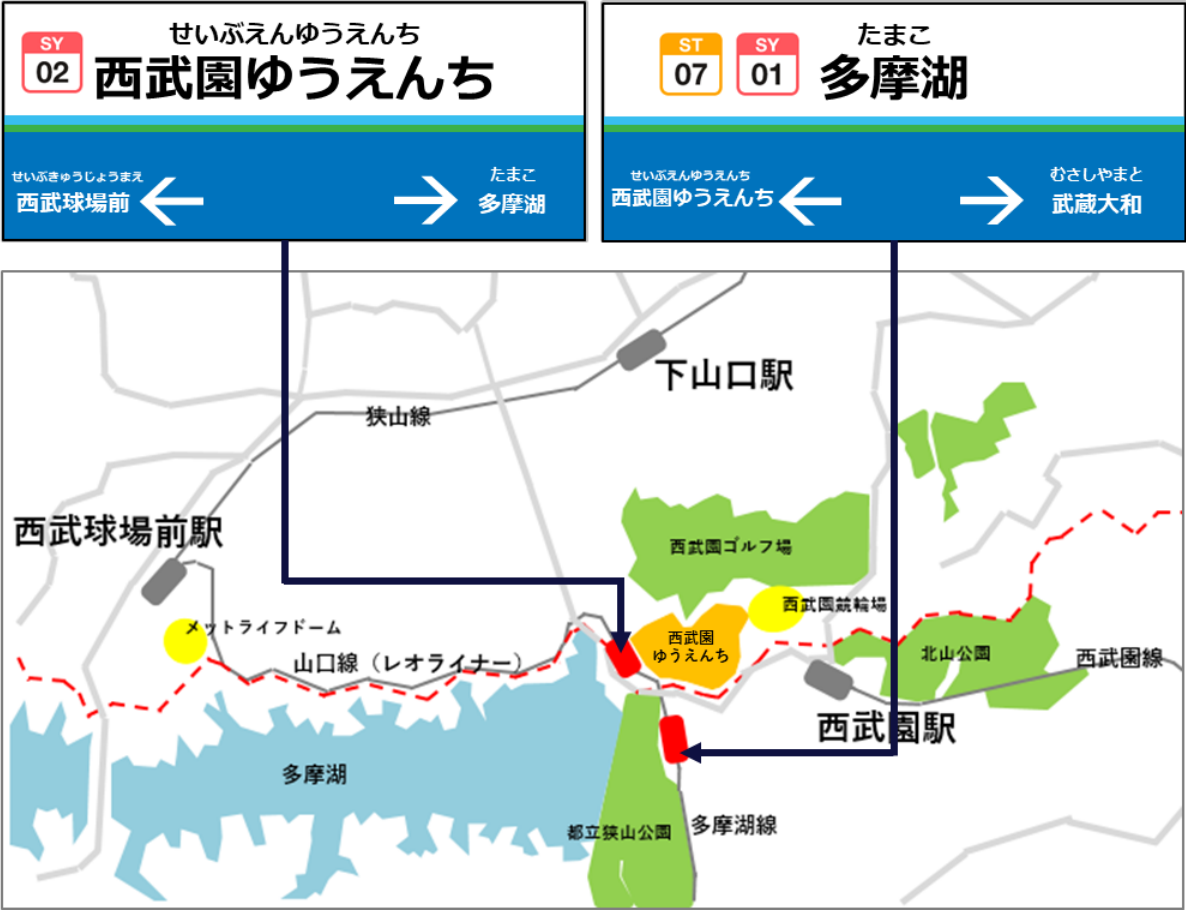 せいぶえんゆうえんち
SY
02
西武園ゆうえんち
せいぶきゅうじょうまえ
西武球場前
たまこ
多摩湖
たまこ
ST
07
SY
01
多摩湖
せいぶえんゆうえんち
西武園ゆうえんち
むさしやまと
武蔵大和
下山口駅
狭山線
西武球場前駅
西武園ゴルフ場
西武園競輪場
メットライフドーム
西武園
ゆうえんち
山口線（レオライナー）
北山公園
西武園線
西武園駅
多摩湖
都立狭山公園
多摩湖線